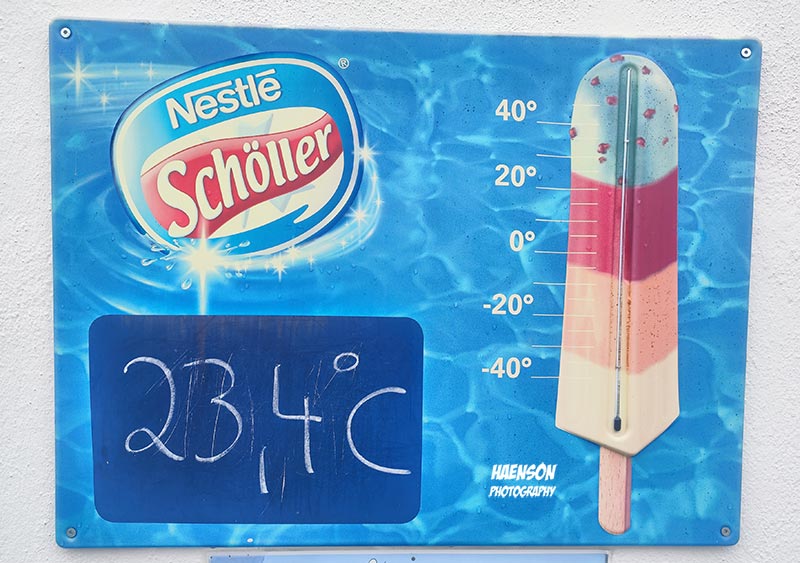 Nestlé
®
Schöller
40°
20°
0°
-20°
-40°
23,4°C
HAENSON
PHOTOGRAPHY